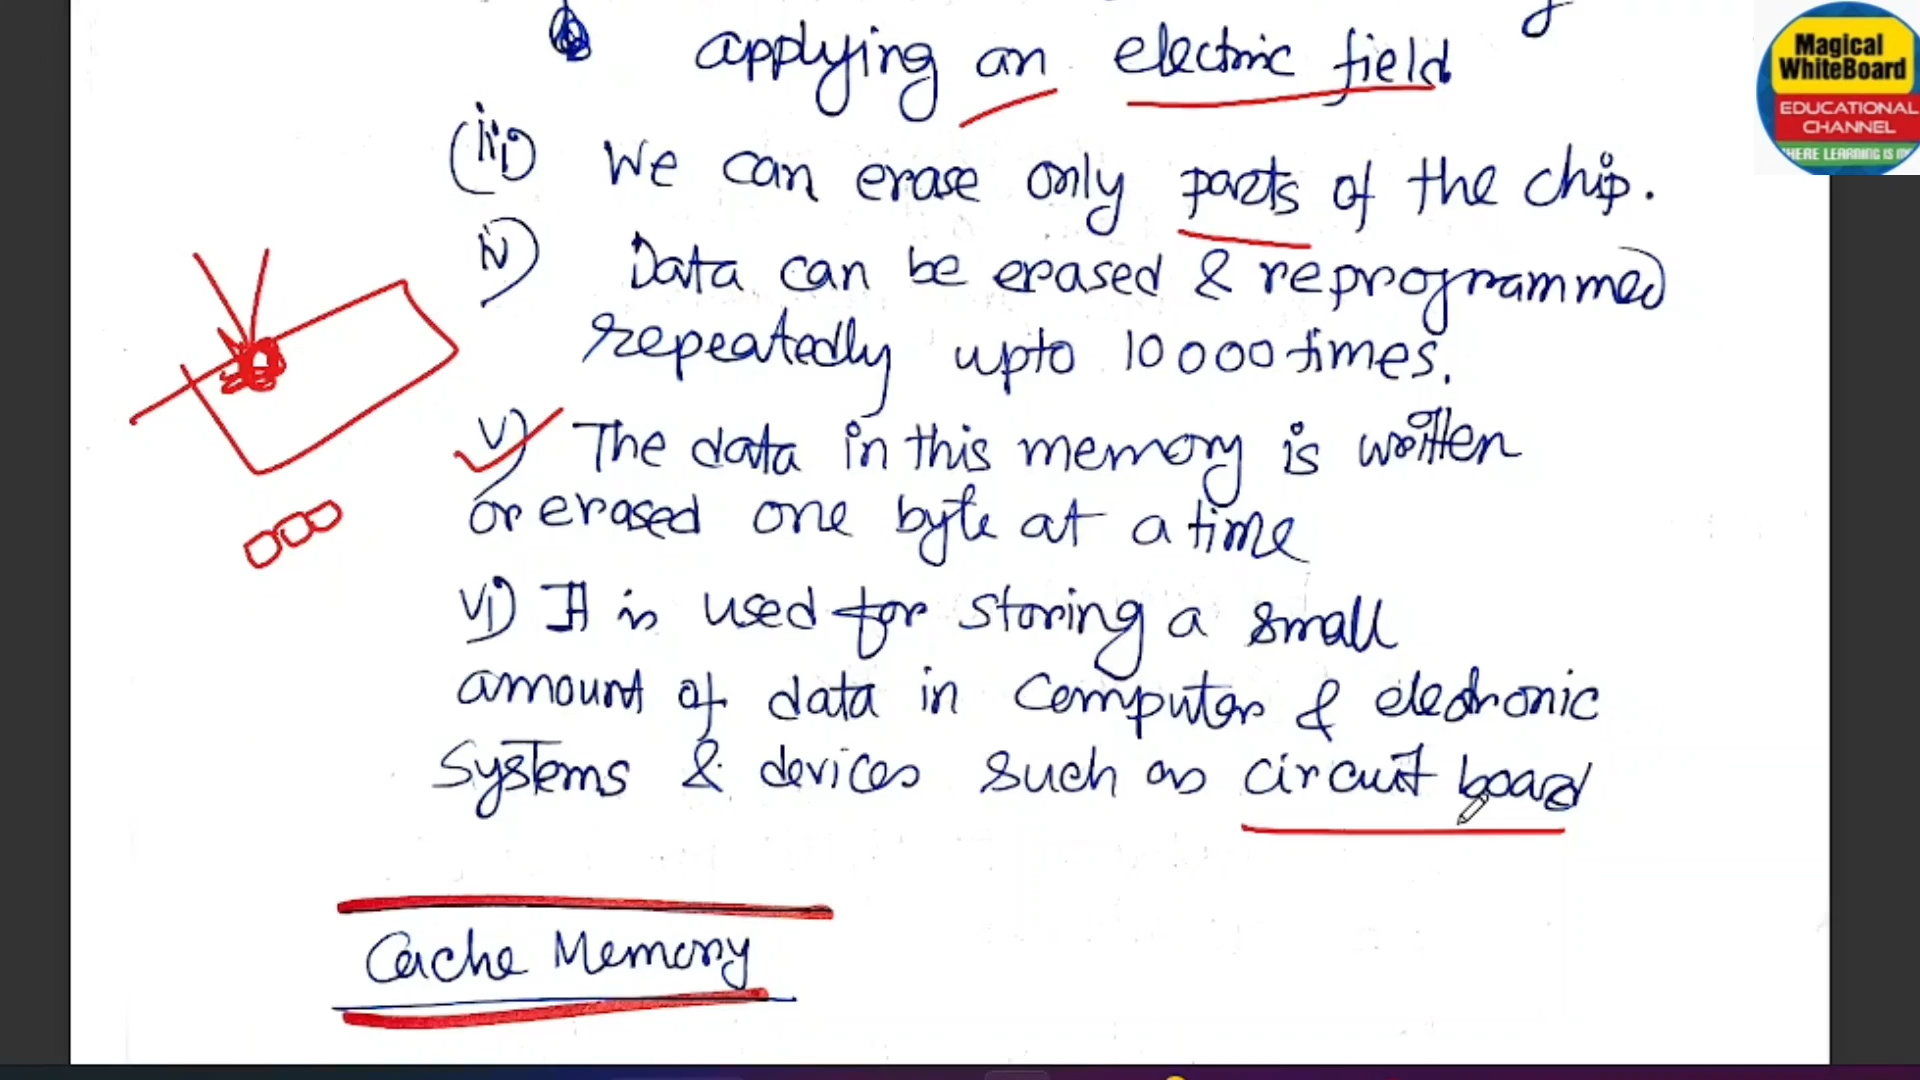 applying an electric field
Magical
WhiteBoard
EDUCATIONAL
CHANNEL
HERE LEARNING IS
(iii) We can erase only parts of the chip.
iv) Data can be erased & reprogrammed
repeatedly upto 10000 times.
v) The data in this memory is written
or erased one byte at a time
vi) It is used for storing a small
amount of data in Computer & electronic
Systems & devices such as circuit board
Cache Memory